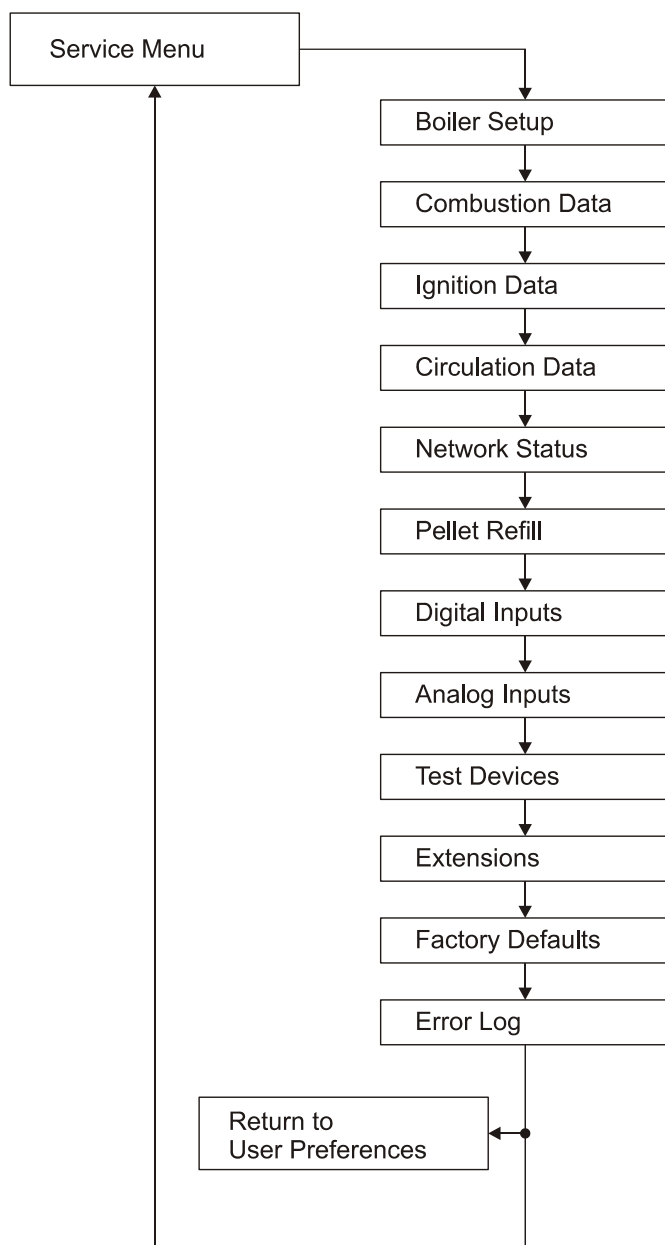 Service Menu
Boiler Setup
Combustion Data
Ignition Data
Circulation Data
Network Status
Pellet Refill
Digital Inputs
Analog Inputs
Test Devices
Extensions
Factory Defaults
Error Log
Return to
User Preferences